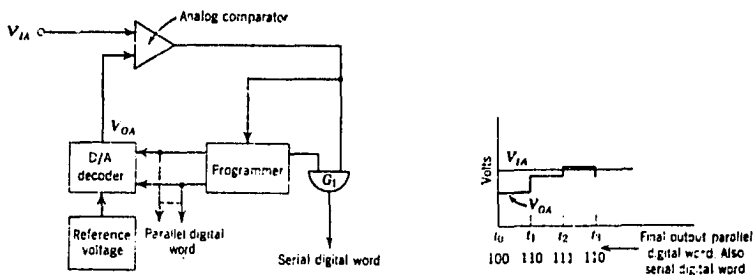 Analog comparator
V_IA
V_OA
D/A
decoder
Programmer
G1
Reference
voltage
Parallel digital
word
Serial digital word
Volts
V_IA
V_OA
t0 t1 t2 t3
100 110 111 110
Final output parallel
digital word. Also
serial digital word